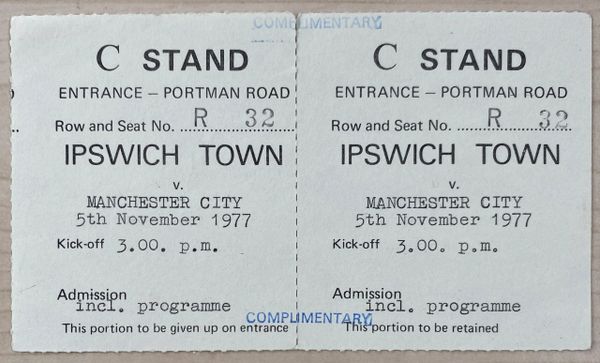 COMPLIMENTARY
C STAND
ENTRANCE – PORTMAN ROAD
Row and Seat No. R 32
IPSWICH TOWN
v.
MANCHESTER CITY
5th November 1977
Kick-off 3.00. p.m.
Admission
incl. programme
This portion to be given up on entrance
C STAND
ENTRANCE – PORTMAN ROAD
Row and Seat No. R 32
IPSWICH TOWN
v.
MANCHESTER CITY
5th November 1977
Kick-off 3.00. p.m.
Admission
incl. programme
This portion to be retained
COMPLIMENTARY